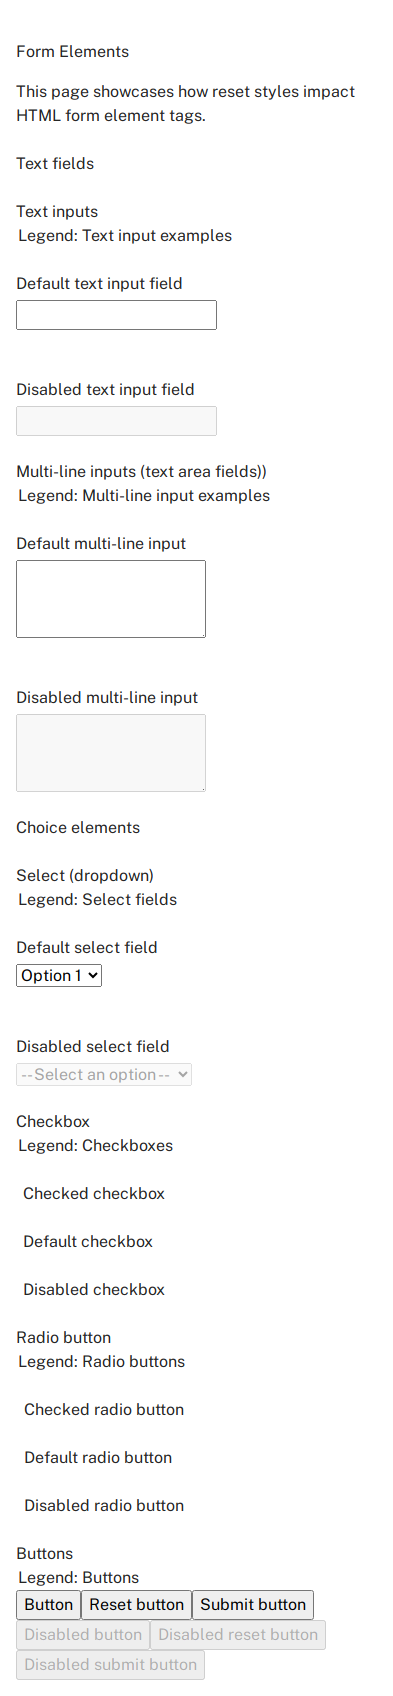 Form Elements
This page showcases how reset styles impact
HTML form element tags.
Text fields
Text inputs
Legend: Text input examples
Default text input field
Disabled text input field
Multi-line inputs (text area fields))
Legend: Multi-line input examples
Default multi-line input
Disabled multi-line input
Choice elements
Select (dropdown)
Legend: Select fields
Default select field
Option 1
Disabled select field
--Select an option--
Checkbox
Legend: Checkboxes
Checked checkbox
Default checkbox
Disabled checkbox
Radio button
Legend: Radio buttons
Checked radio button
Default radio button
Disabled radio button
Buttons
Legend: Buttons
Button Reset button Submit button
Disabled button Disabled reset button
Disabled submit button